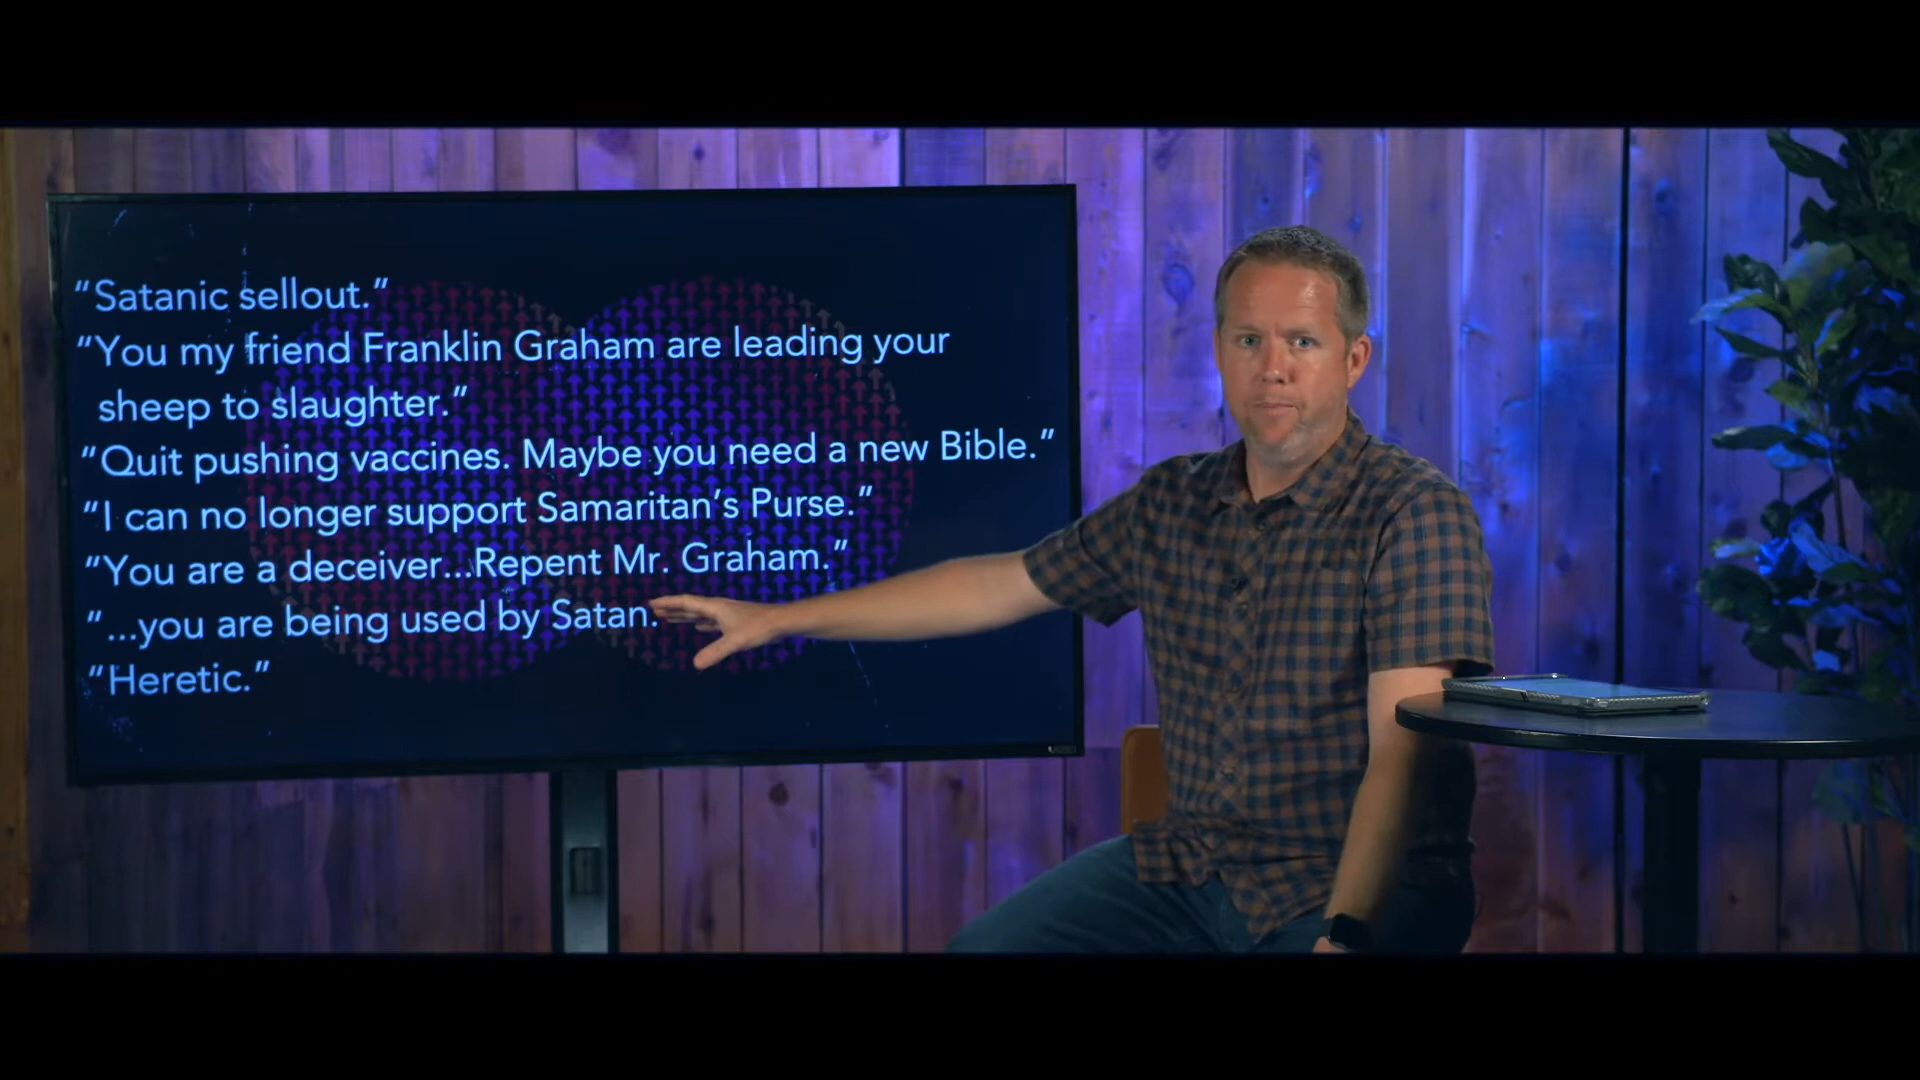 “Satanic sellout.”
“You my friend Franklin Graham are leading your
sheep to slaughter.”
“Quit pushing vaccines. Maybe you need a new Bible.”
“I can no longer support Samaritan’s Purse.”
“You are a deceiver...Repent Mr. Graham.”
“...you are being used by Satan.
“Heretic.”
VIZIO